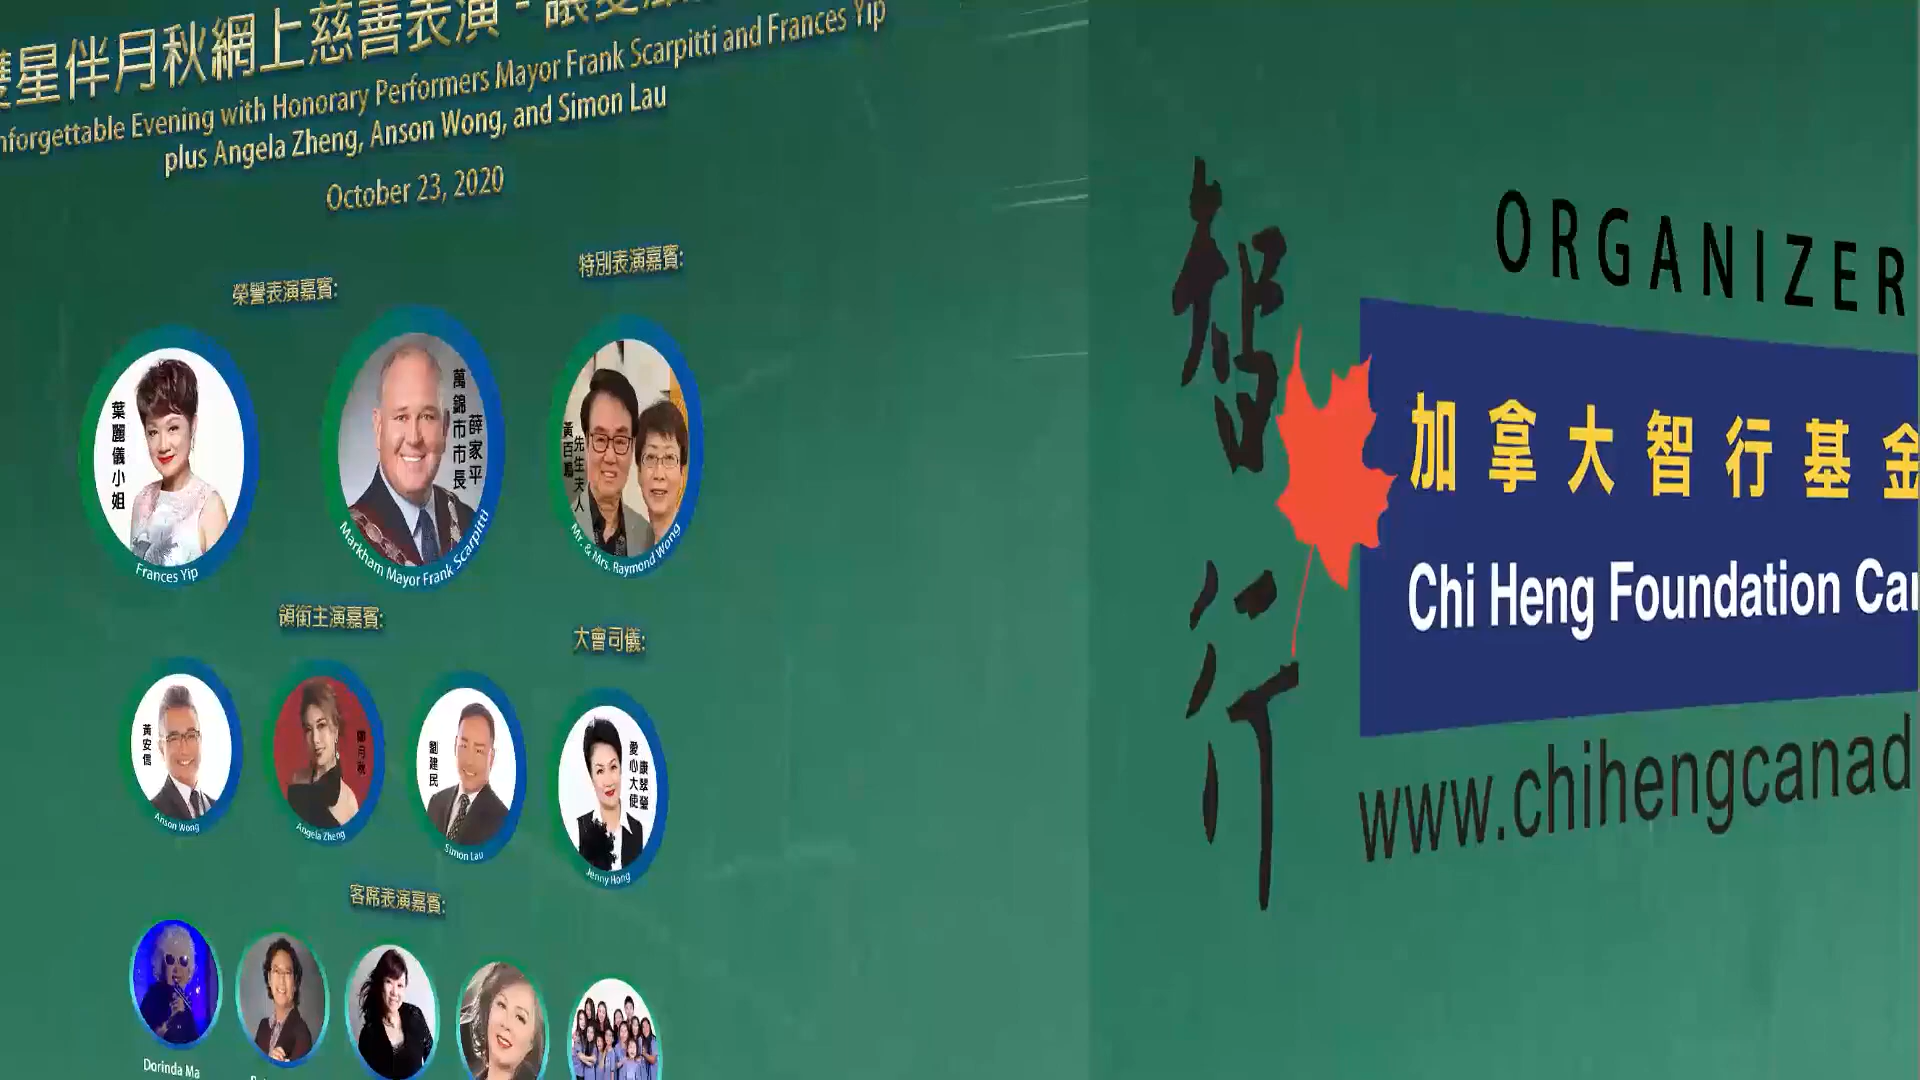 雙星伴月秋網上慈善表演 - 讓愛
Evening with Honorary Performers Mayor Frank Scarpitti and Frances Yip
plus Angela Zheng, Anson Wong, and Simon Lau
October 23, 2020
榮譽表演嘉賓:
特別表演嘉賓:
葉麗儀小姐
Frances Yip
萬錦市市長
薛家平
Markham Mayor Frank Scarpitti
黃百鳴
先生夫人
Mr. & Mrs. Raymond Wong
領銜主演嘉賓:
大會司儀:
黃安信
Anson Wong
鄭月秋
Angela Zheng
劉建民
Simon Lau
愛心大使
康翠瑩
Jenny Hong
客席表演嘉賓:
Dorinda Ma
智行
ORGANIZER
加拿大智行基金
Chi Heng Foundation
www.chihengcanad